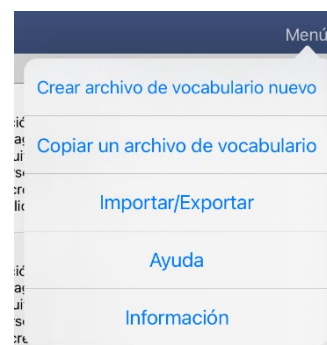 Menú
Crear archivo de vocabulario nuevo
Copiar un archivo de vocabulario
Importar/Exportar
Ayuda
Información